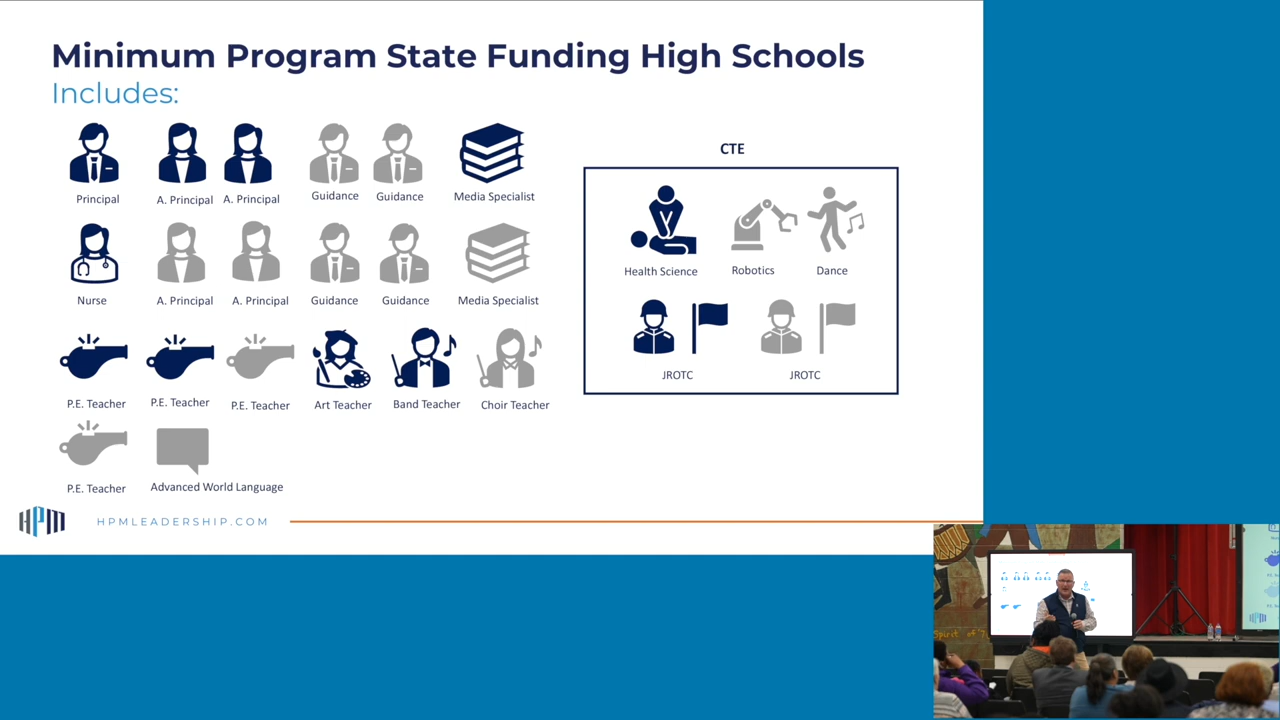 Minimum Program State Funding High Schools
Includes:
Principal
A. Principal
A. Principal
Guidance
Guidance
Media Specialist
Nurse
A. Principal
A. Principal
Guidance
Guidance
Media Specialist
P.E. Teacher
P.E. Teacher
P.E. Teacher
Art Teacher
Band Teacher
Choir Teacher
P.E. Teacher
Advanced World Language
CTE
Health Science
Robotics
Dance
JROTC
JROTC
HPM
HPMLEADERSHIP.COM
Spirit of